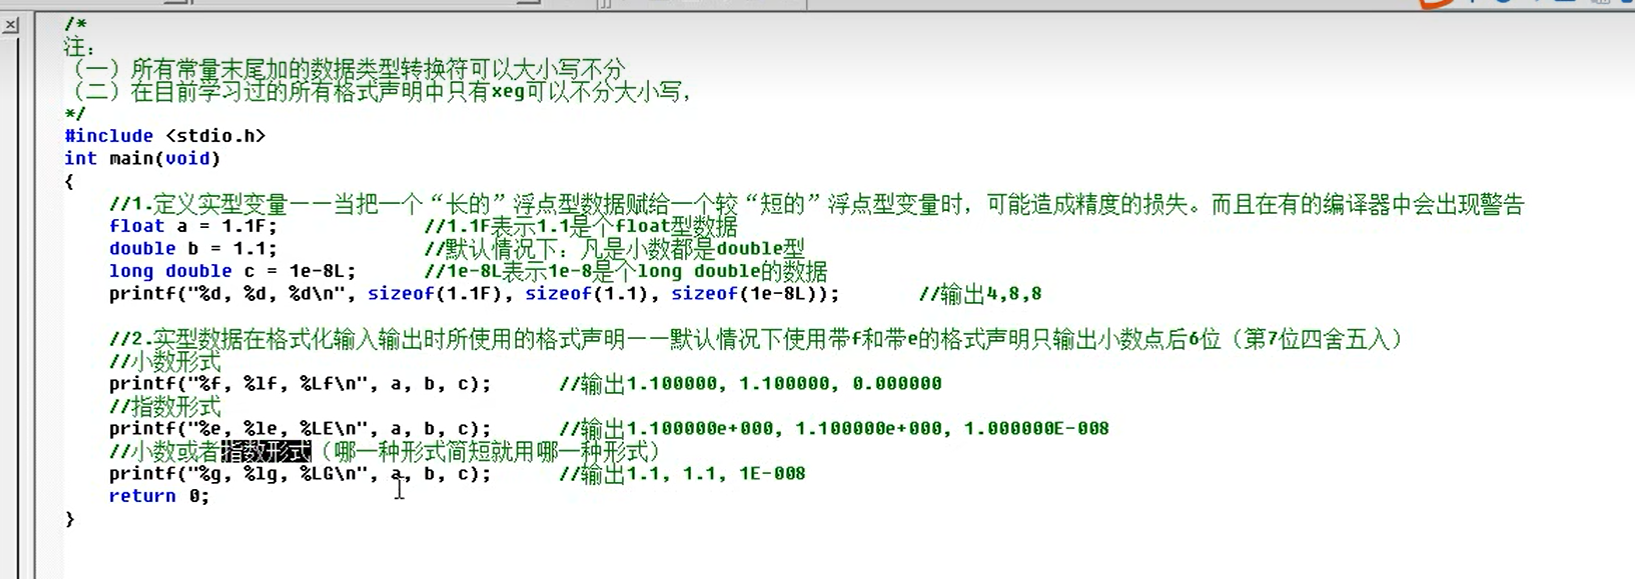 /*
注：
（一）所有常量末尾加的数据类型转换符可以大小写不分
（二）在目前学习过的所有格式声明中只有xeg可以不分大小写，
*/
#include <stdio.h>
int main(void)
{
    //1.定义实型变量——当把一个“长的”浮点型数据赋给一个较“短的”浮点型变量时，可能造成精度的损失。而且在有的编译器中会出现警告
    float a = 1.1F;             //1.1F表示1.1是个float型数据
    double b = 1.1;             //默认情况下：凡是小数都是double型
    long double c = 1e-8L;      //1e-8L表示1e-8是个long double的数据
    printf("%d, %d, %d\n", sizeof(1.1F), sizeof(1.1), sizeof(1e-8L));       //输出4,8,8
    //2.实型数据在格式化输入输出时所使用的格式声明——默认情况下使用带f和带e的格式声明只输出小数点后6位（第7位四舍五入）
    //小数形式
    printf("%f, %lf, %Lf\n", a, b, c);      //输出1.100000, 1.100000, 0.000000
    //指数形式
    printf("%e, %le, %LE\n", a, b, c);      //输出1.100000e+000, 1.100000e+000, 1.000000E-008
    //小数或者指数形式（哪一种形式简短就用哪一种形式）
    printf("%g, %lg, %LG\n", a, b, c);      //输出1.1, 1.1, 1E-008
    return 0;
}